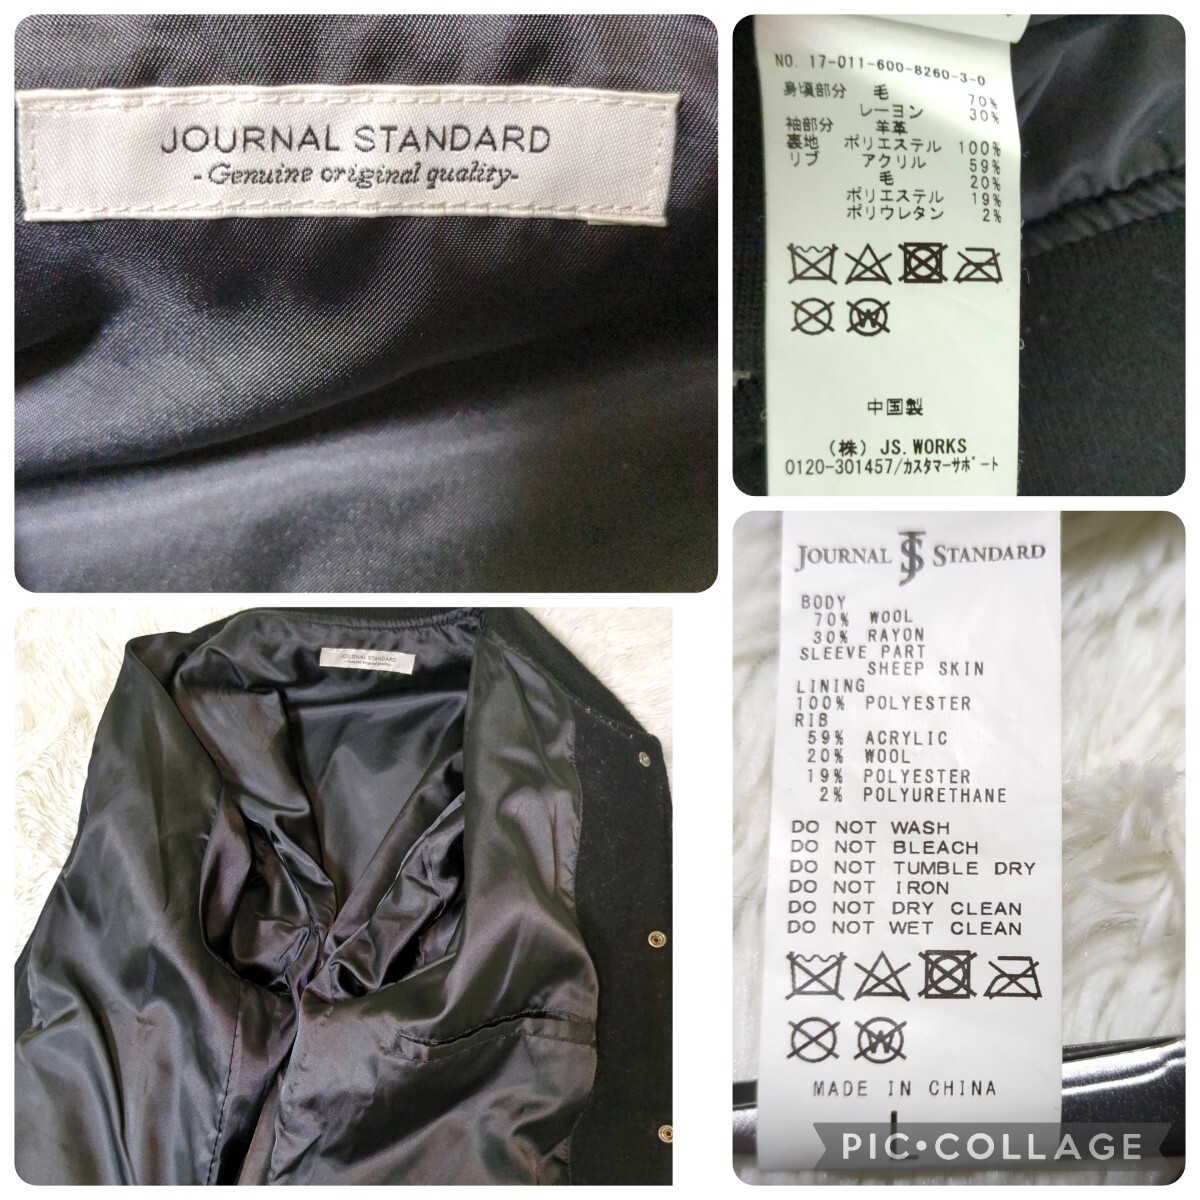 JOURNAL STANDARD
-Genuine original quality-
NO. 17-011-600-8260-3-0
身頃部分 毛 70%
レーヨン 30%
袖部分 羊革
裏地 ポリエステル 100%
リブ アクリル 59%
毛 20%
ポリエステル 19%
ポリウレタン 2%
中国製
(株) JS.WORKS
0120-301457/カスタマーサポート
JOURNAL JS STANDARD
BODY
70% WOOL
30% RAYON
SLEEVE PART
SHEEP SKIN
LINING
100% POLYESTER
RIB
59% ACRYLIC
20% WOOL
19% POLYESTER
2% POLYURETHANE
DO NOT WASH
DO NOT BLEACH
DO NOT TUMBLE DRY
DO NOT IRON
DO NOT DRY CLEAN
DO NOT WET CLEAN
W
MADE IN CHINA
L
PIC•COLLAGE
JOURNAL STANDARD
-Genuine original quality-
W